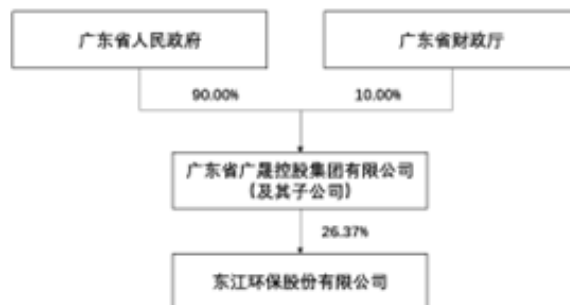 广东省人民政府
广东省财政厅
90.00%
10.00%
广东省广晟控股集团有限公司
(及其子公司)
26.37%
东江环保股份有限公司